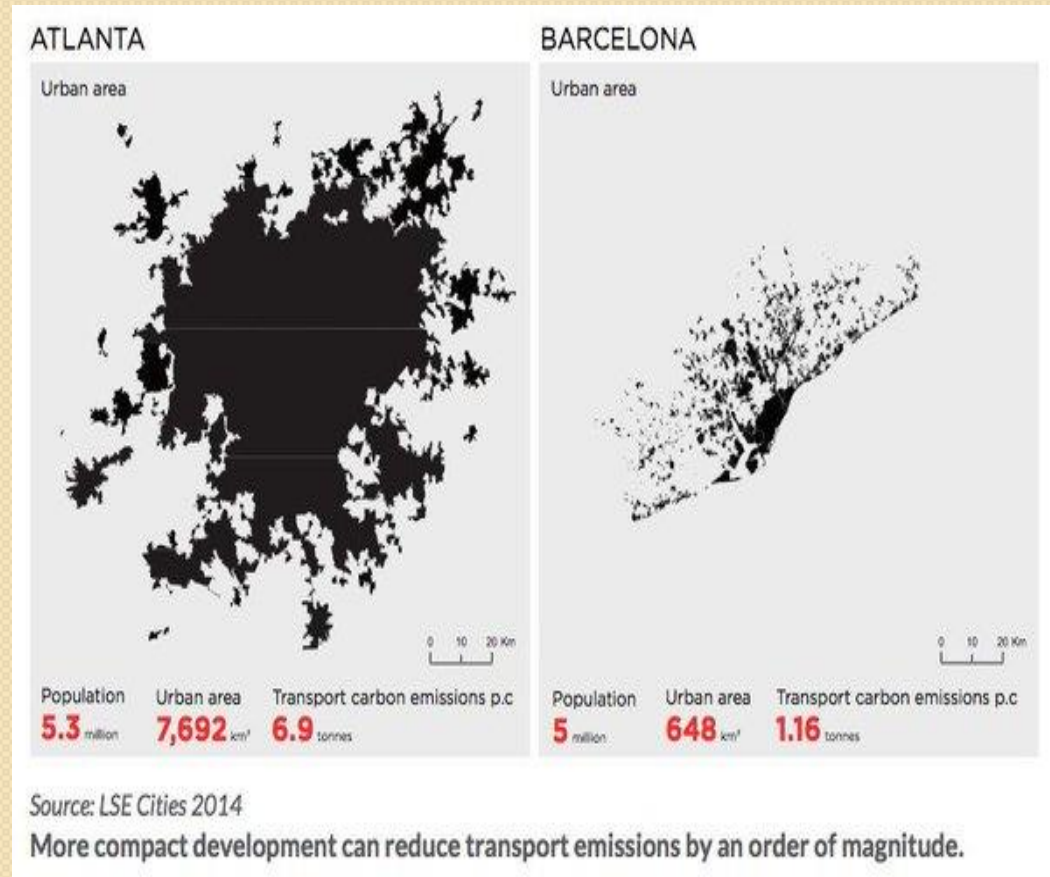 ATLANTA
Urban area
0 10 20 Km
Population Urban area Transport carbon emissions p.c
5.3 million 7,692 km² 6.9 tonnes
BARCELONA
Urban area
0 10 20 Km
Population Urban area Transport carbon emissions p.c
5 million 648 km² 1.16 tonnes
Source: LSE Cities 2014
More compact development can reduce transport emissions by an order of magnitude.